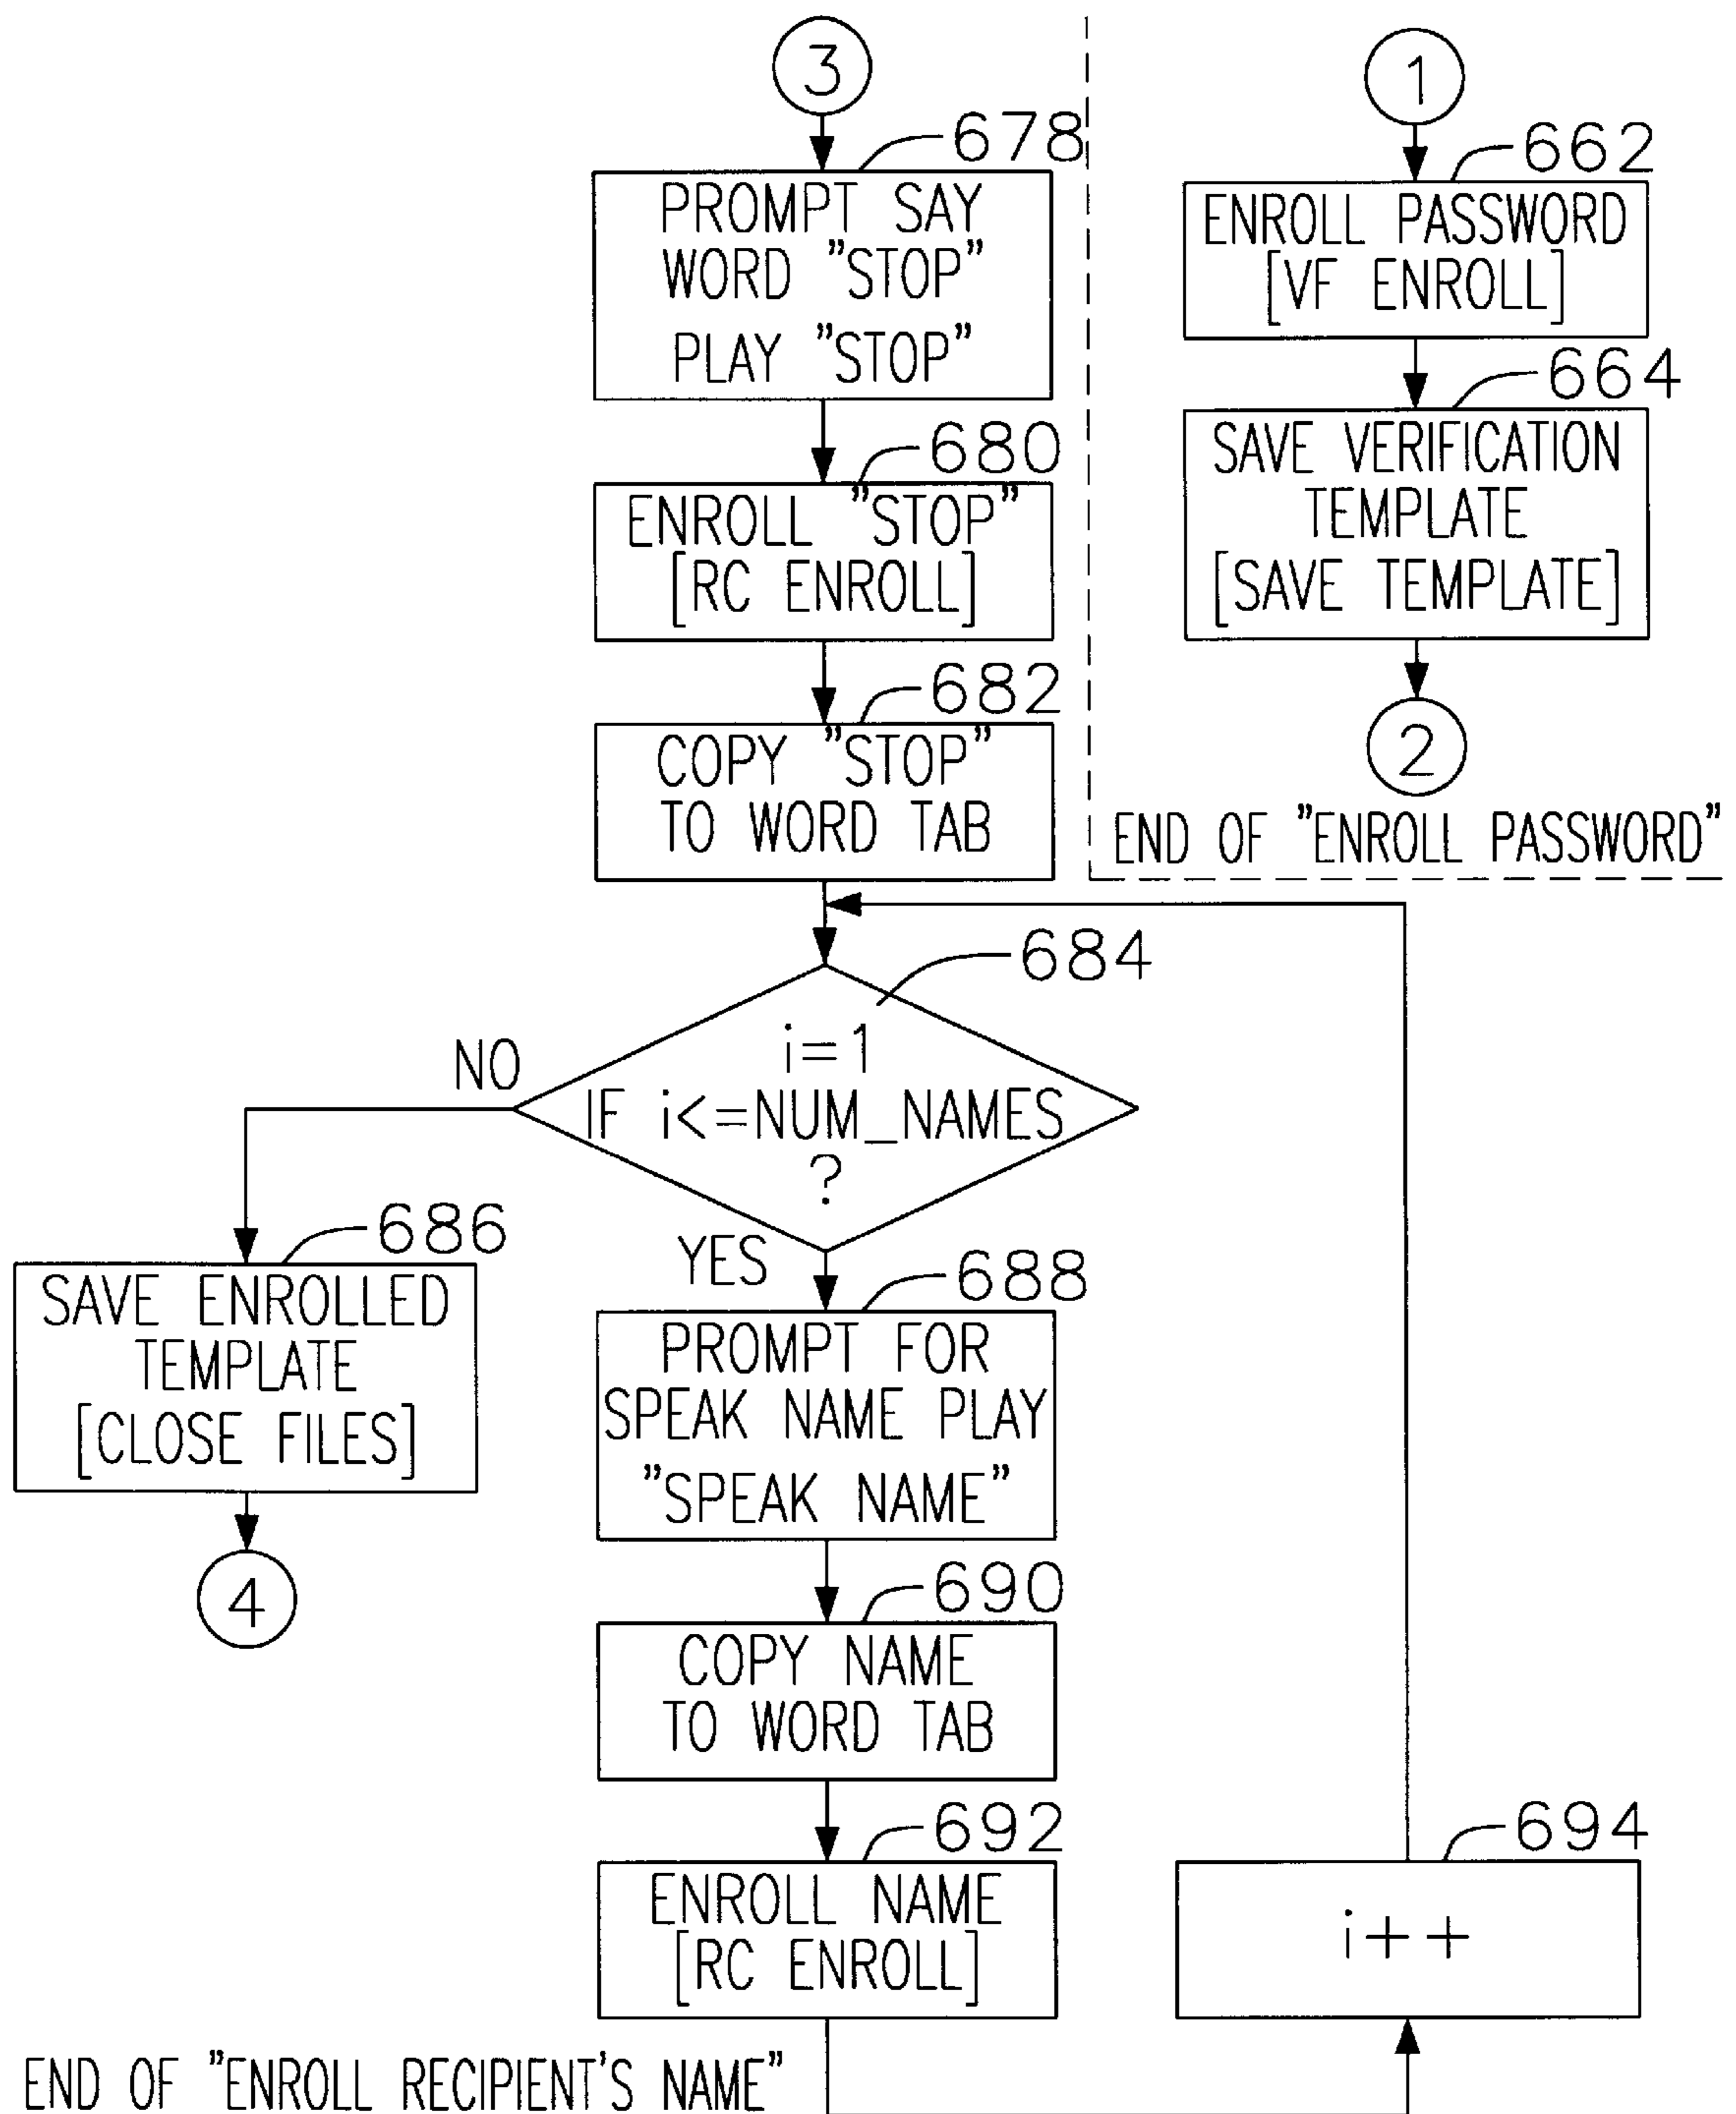 3
678
PROMPT SAY
WORD "STOP"
PLAY "STOP"
680
ENROLL "STOP"
[RC ENROLL]
682
COPY "STOP"
TO WORD TAB
1
662
ENROLL PASSWORD
[VF ENROLL]
664
SAVE VERIFICATION
TEMPLATE
[SAVE TEMPLATE]
2
END OF "ENROLL PASSWORD"
684
i=1
IF i<=NUM_NAMES
?
NO
YES
686
SAVE ENROLLED
TEMPLATE
[CLOSE FILES]
4
688
PROMPT FOR
SPEAK NAME PLAY
"SPEAK NAME"
690
COPY NAME
TO WORD TAB
692
ENROLL NAME
[RC ENROLL]
694
i++
END OF "ENROLL RECIPIENT'S NAME"